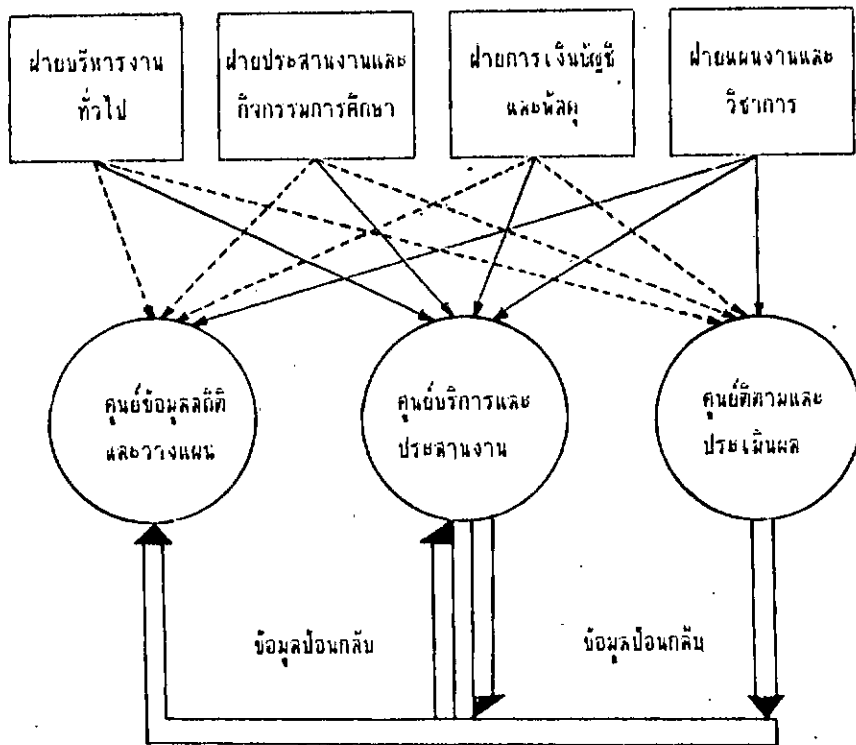 ฝ่ายบริหารงาน
ทั่วไป
ฝ่ายประสานงานและ
กิจกรรมการศึกษา
ฝ่ายการเงินบัญชี
และพัสดุ
ฝ่ายแผนงานและ
วิชาการ
ศูนย์ข้อมูลสถิติ
และวางแผน
ศูนย์บริการและ
ประสานงาน
ศูนย์ติตามและ
ประเมินผล
ข้อมูลป้อนกลับ
ข้อมูลป้อนกลับ